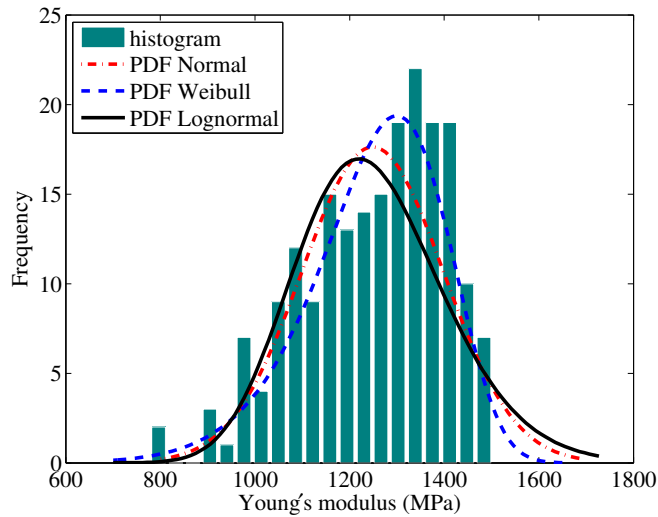 25
20
15
10
5
0
Frequency
histogram
PDF Normal
PDF Weibull
PDF Lognormal
600 800 1000 1200 1400 1600 1800
Young′s modulus (MPa)